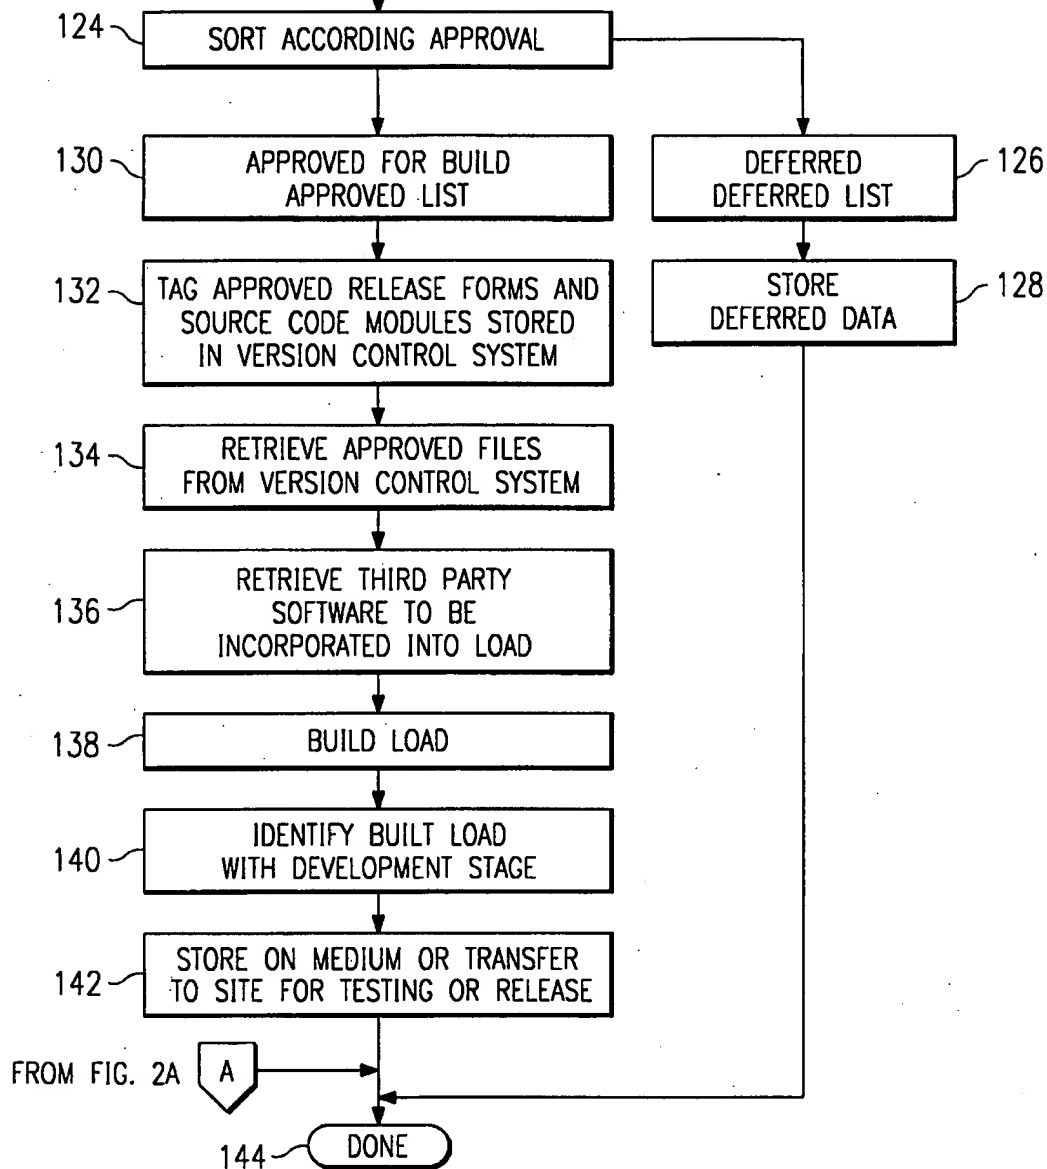 124
SORT ACCORDING APPROVAL
130
APPROVED FOR BUILD
APPROVED LIST
DEFERRED
DEFERRED LIST
126
132
TAG APPROVED RELEASE FORMS AND
SOURCE CODE MODULES STORED
IN VERSION CONTROL SYSTEM
STORE
DEFERRED DATA
128
134
RETRIEVE APPROVED FILES
FROM VERSION CONTROL SYSTEM
136
RETRIEVE THIRD PARTY
SOFTWARE TO BE
INCORPORATED INTO LOAD
138
BUILD LOAD
140
IDENTIFY BUILT LOAD
WITH DEVELOPMENT STAGE
142
STORE ON MEDIUM OR TRANSFER
TO SITE FOR TESTING OR RELEASE
FROM FIG. 2A
A
144
DONE